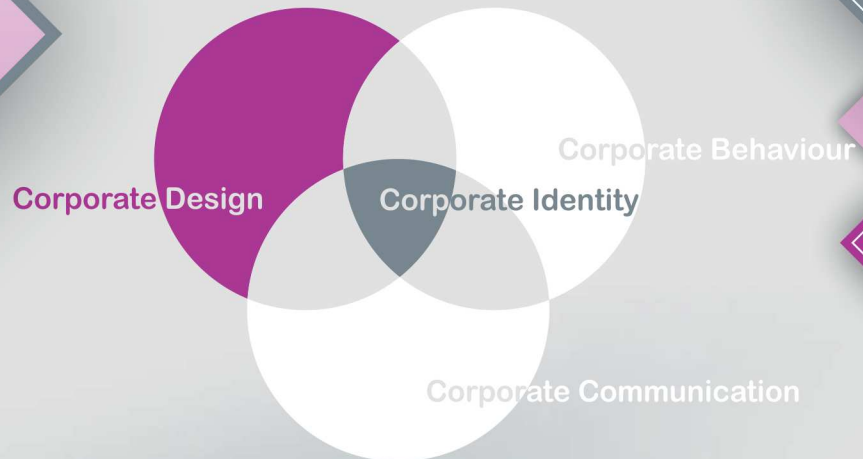 Corporate Behaviour
Corporate Design
Corporate Identity
Corporate Communication